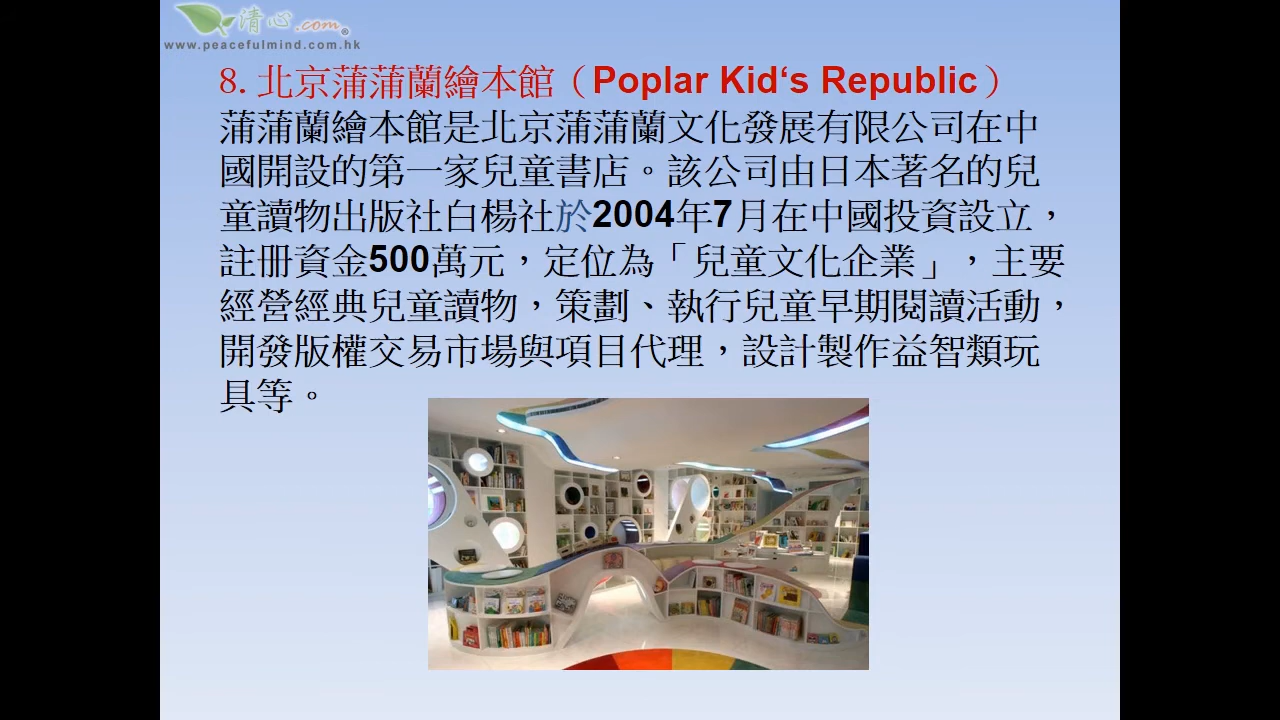 清心.com®
www.peacefulmind.com.hk
8. 北京蒲蒲蘭繪本館（Poplar Kid‘s Republic）
蒲蒲蘭繪本館是北京蒲蒲蘭文化發展有限公司在中
國開設的第一家兒童書店。該公司由日本著名的兒
童讀物出版社白楊社於2004年7月在中國投資設立，
註冊資金500萬元，定位為「兒童文化企業」，主要
經營經典兒童讀物，策劃、執行兒童早期閱讀活動，
開發版權交易市場與項目代理，設計製作益智類玩
具等。